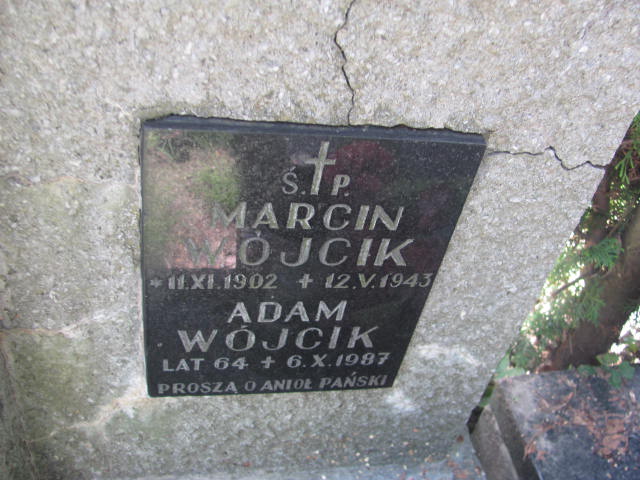 Ś. P.
MARCIN
WÓJCIK
* 11.XI.1902 + 12.V.1943
ADAM
WÓJCIK
LAT 64 + 6.X.1987
PROSZĄ O ANIOŁ PAŃSKI